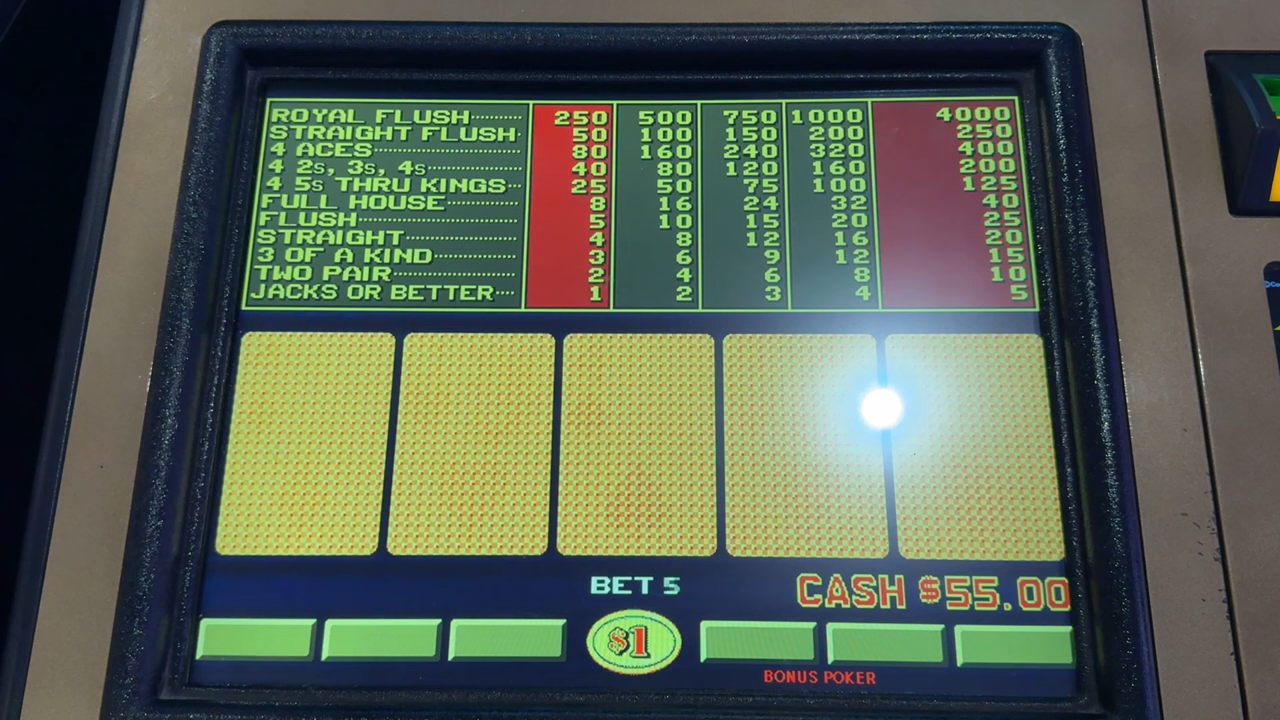 ROYAL FLUSH 250 500 750 1000 4000
STRAIGHT FLUSH 50 100 150 200 250
4 ACES 80 160 240 320 400
4 2s, 3s, 4s 40 80 120 160 200
4 5s THRU KINGS 25 50 75 100 125
FULL HOUSE 8 16 24 32 40
FLUSH 5 10 15 20 25
STRAIGHT 4 8 12 16 20
3 OF A KIND 3 6 9 12 15
TWO PAIR 2 4 6 8 10
JACKS OR BETTER 1 2 3 4 5
BET 5
CASH $55.00
$1
BONUS POKER